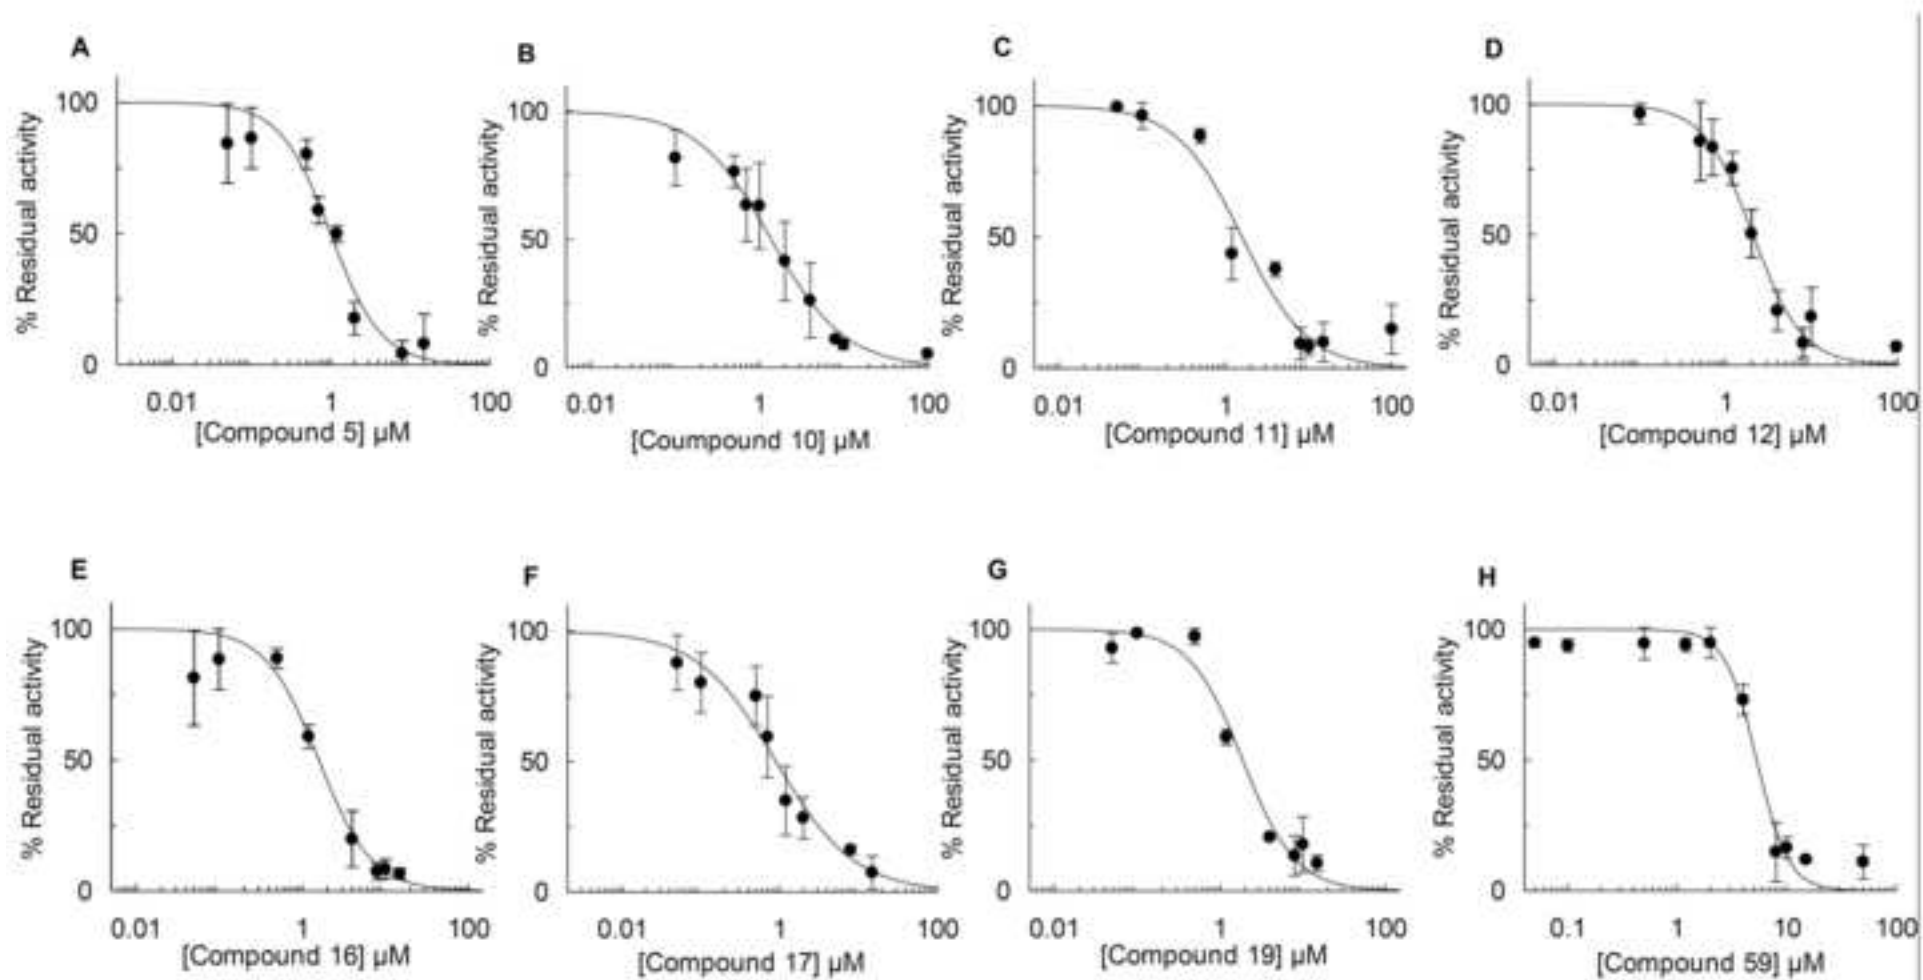 A
% Residual activity
100
50
0
0.01 1 100
[Compound 5] µM
B
% Residual activity
100
50
0
0.01 1 100
[Coumpound 10] µM
C
% Residual activity
100
50
0
0.01 1 100
[Compound 11] µM
D
% Residual activity
100
50
0
0.01 1 100
[Compound 12] µM
E
% Residual activity
100
50
0
0.01 1 100
[Compound 16] µM
F
% Residual activity
100
50
0
0.01 1 100
[Compound 17] µM
G
% Residual activity
100
50
0
0.01 1 100
[Compound 19] µM
H
% Residual activity
100
50
0
0.1 1 10 100
[Compound 59] µM